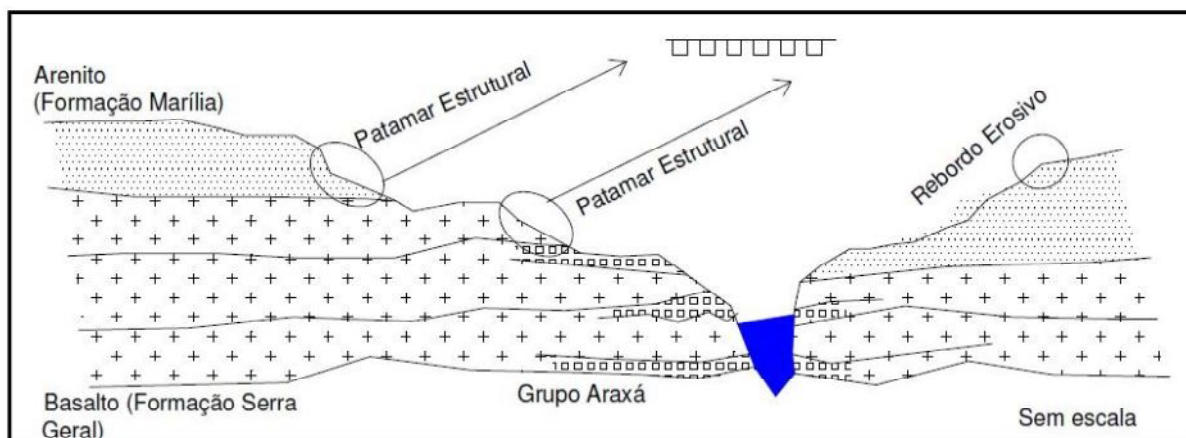 Arenito
(Formação Marília)
Patamar Estrutural
Patamar Estrutural
Rebordo Erosivo
Basalto (Formação Serra
Geral)
Grupo Araxá
Sem escala